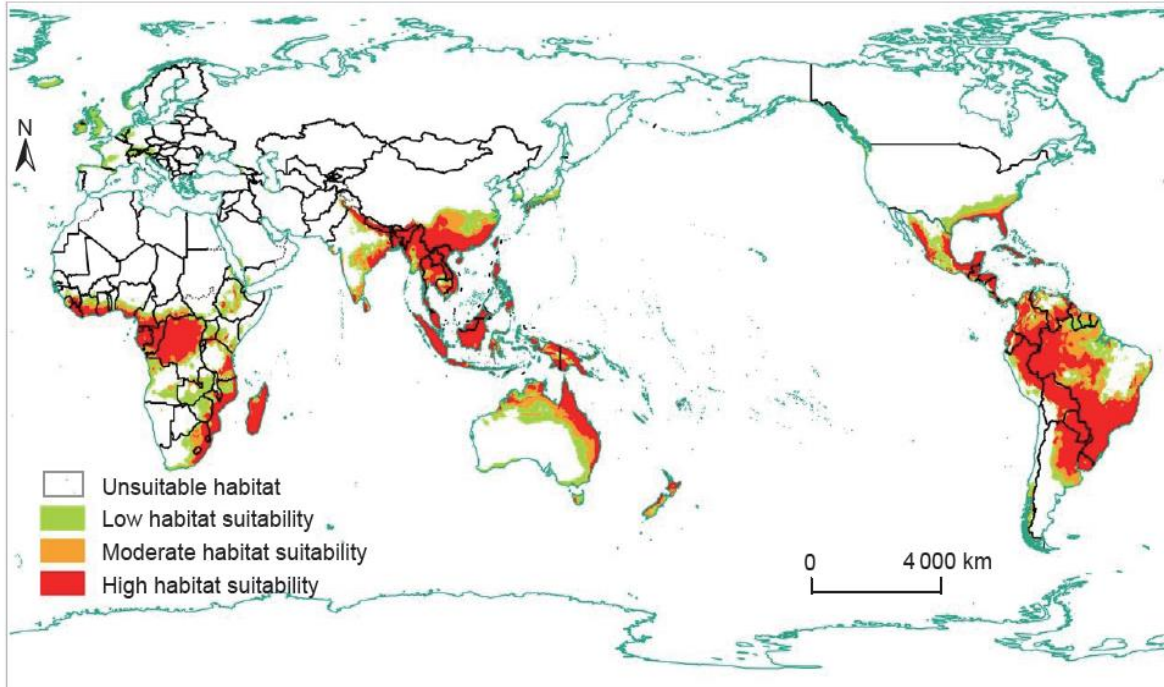 N
Unsuitable habitat
Low habitat suitability
Moderate habitat suitability
High habitat suitability
0 4 000 km